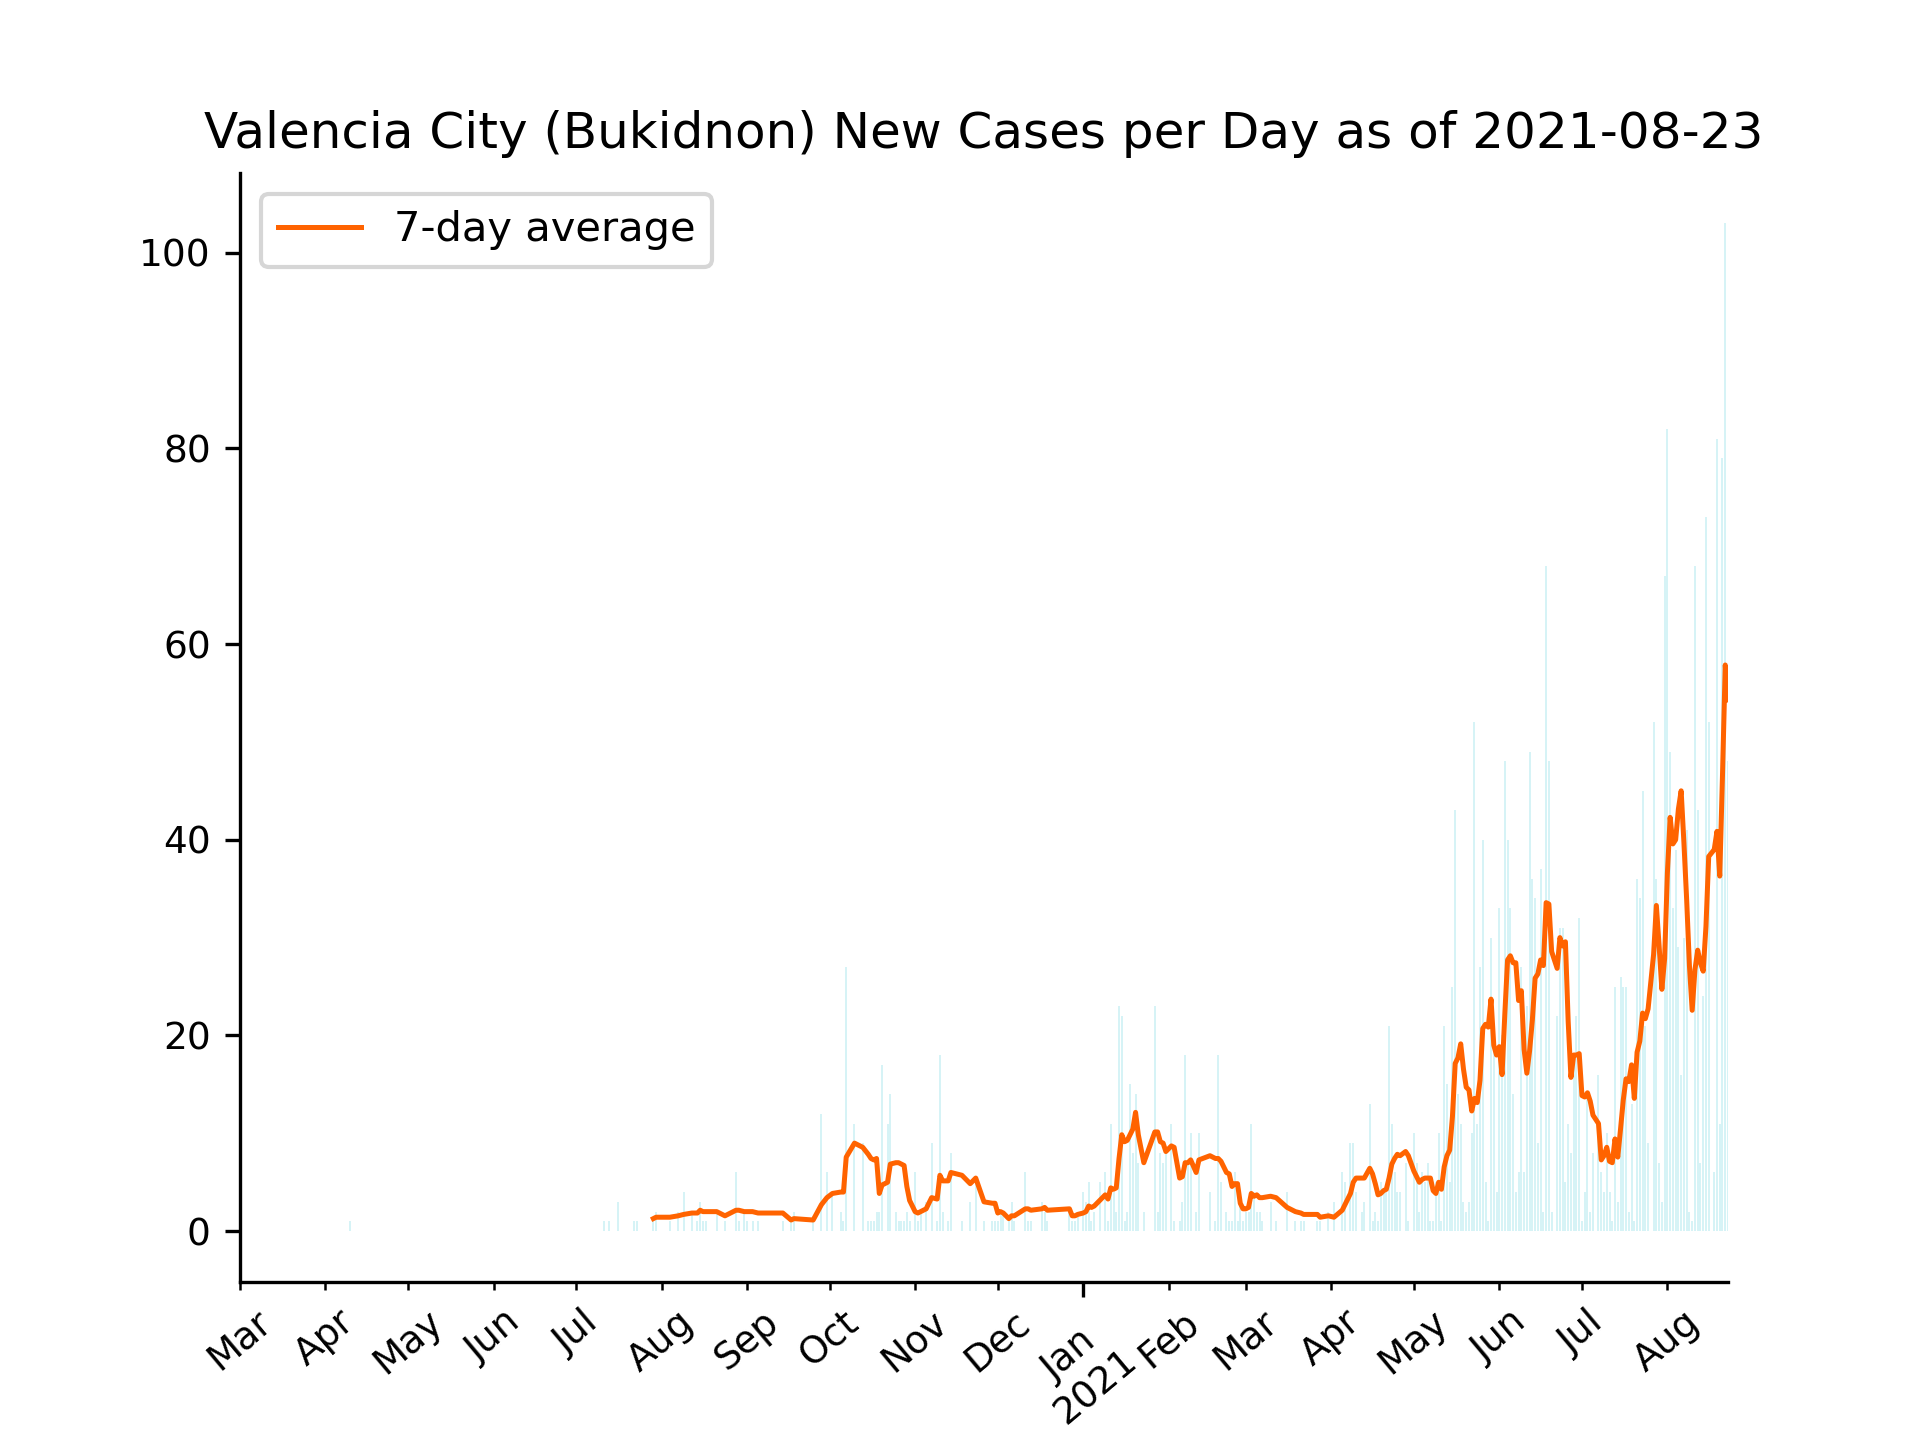 Valencia City (Bukidnon) New Cases per Day as of 2021-08-23
7-day average
100
80
60
40
20
0
Mar Apr May Jun Jul Aug Sep Oct Nov Dec Jan Feb Mar Apr May Jun Jul Aug
2021